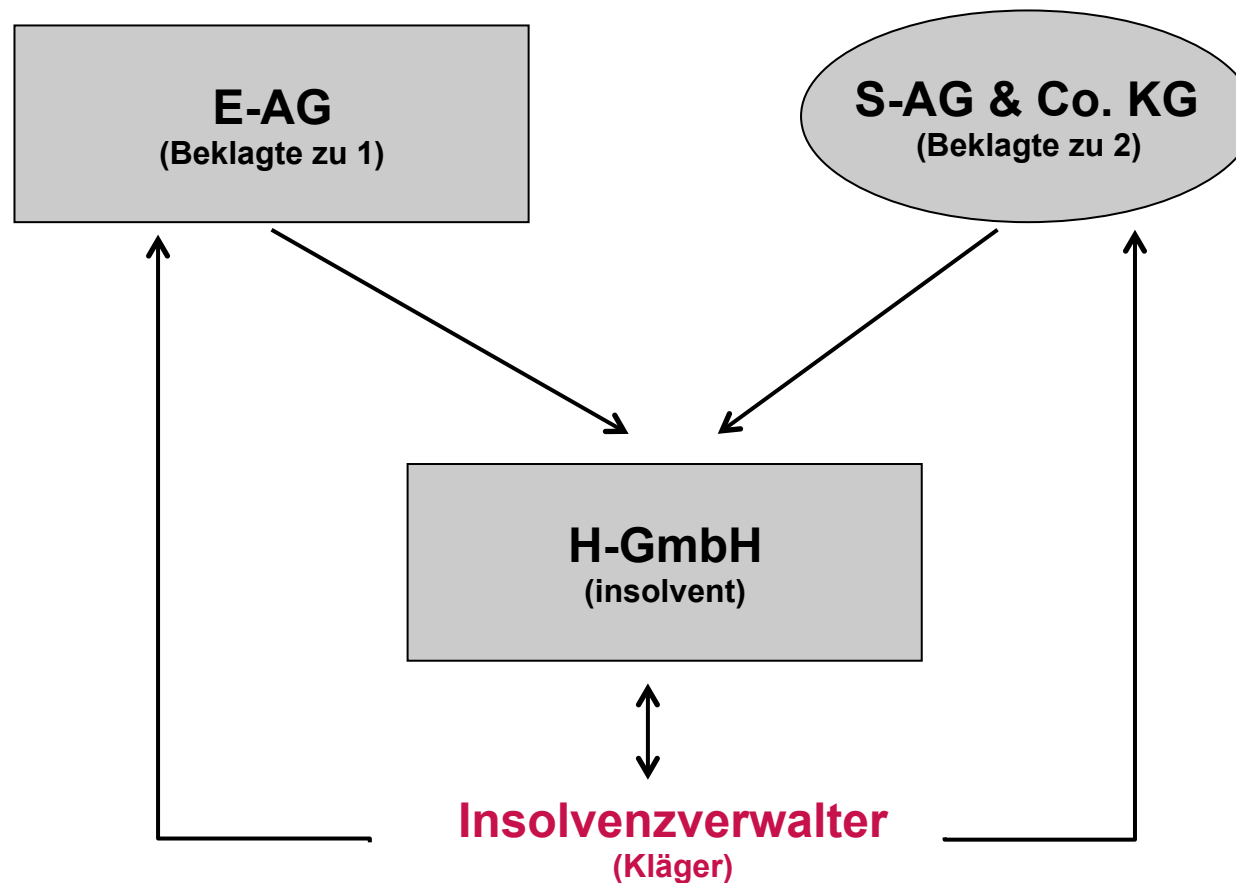 E-AG
(Beklagte zu 1)
S-AG & Co. KG
(Beklagte zu 2)
H-GmbH
(insolvent)
Insolvenzverwalter
(Kläger)